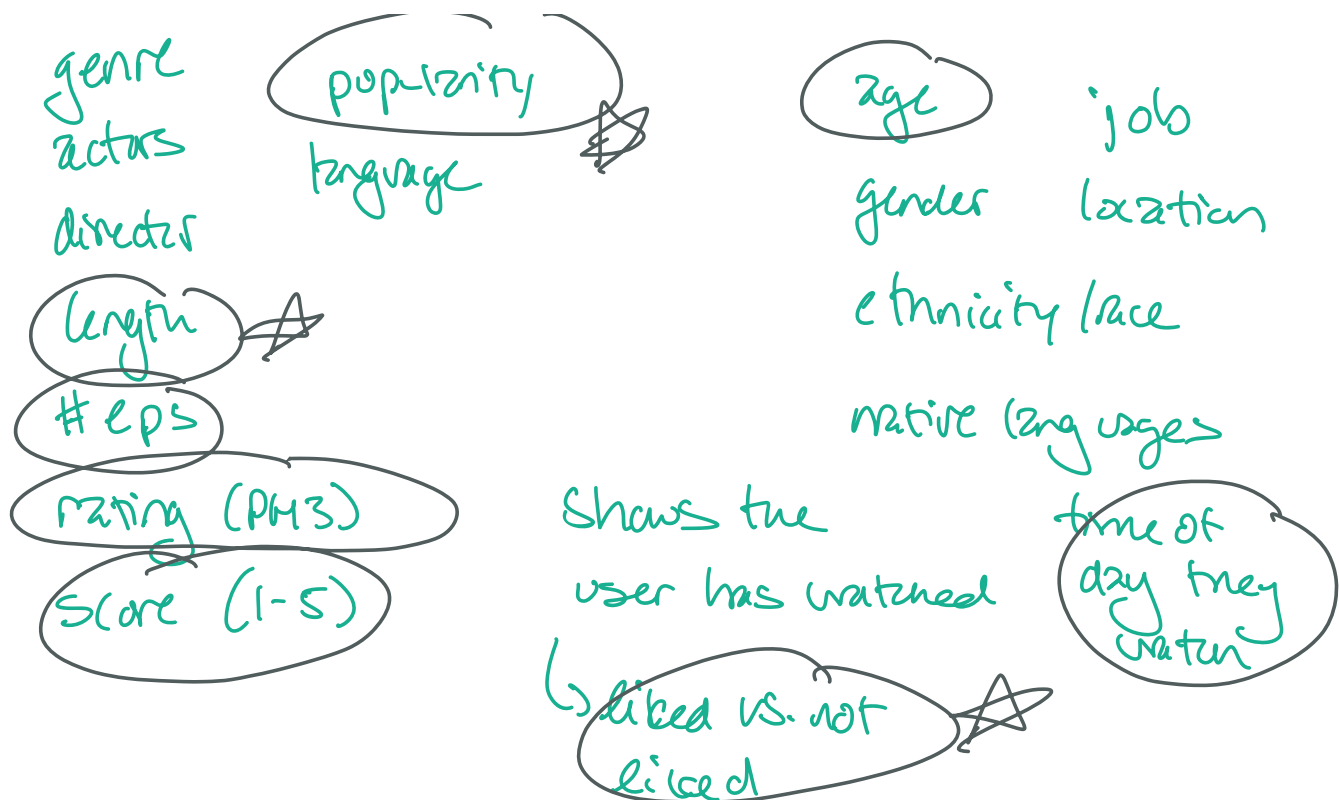 genre
popularity
actors
language
director
length
# eps
rating (PG13)
score (1-5)
age
job
gender
location
ethnicity/race
native languages
shows the
user has watched
liked vs. not
liked
time of
day they
watch